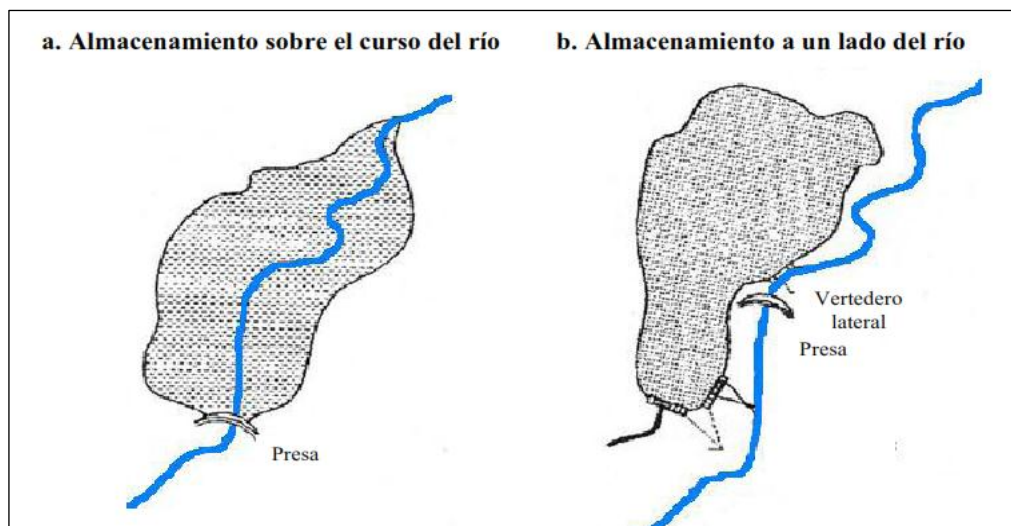 a. Almacenamiento sobre el curso del río
Presa
b. Almacenamiento a un lado del río
Vertedero
lateral
Presa